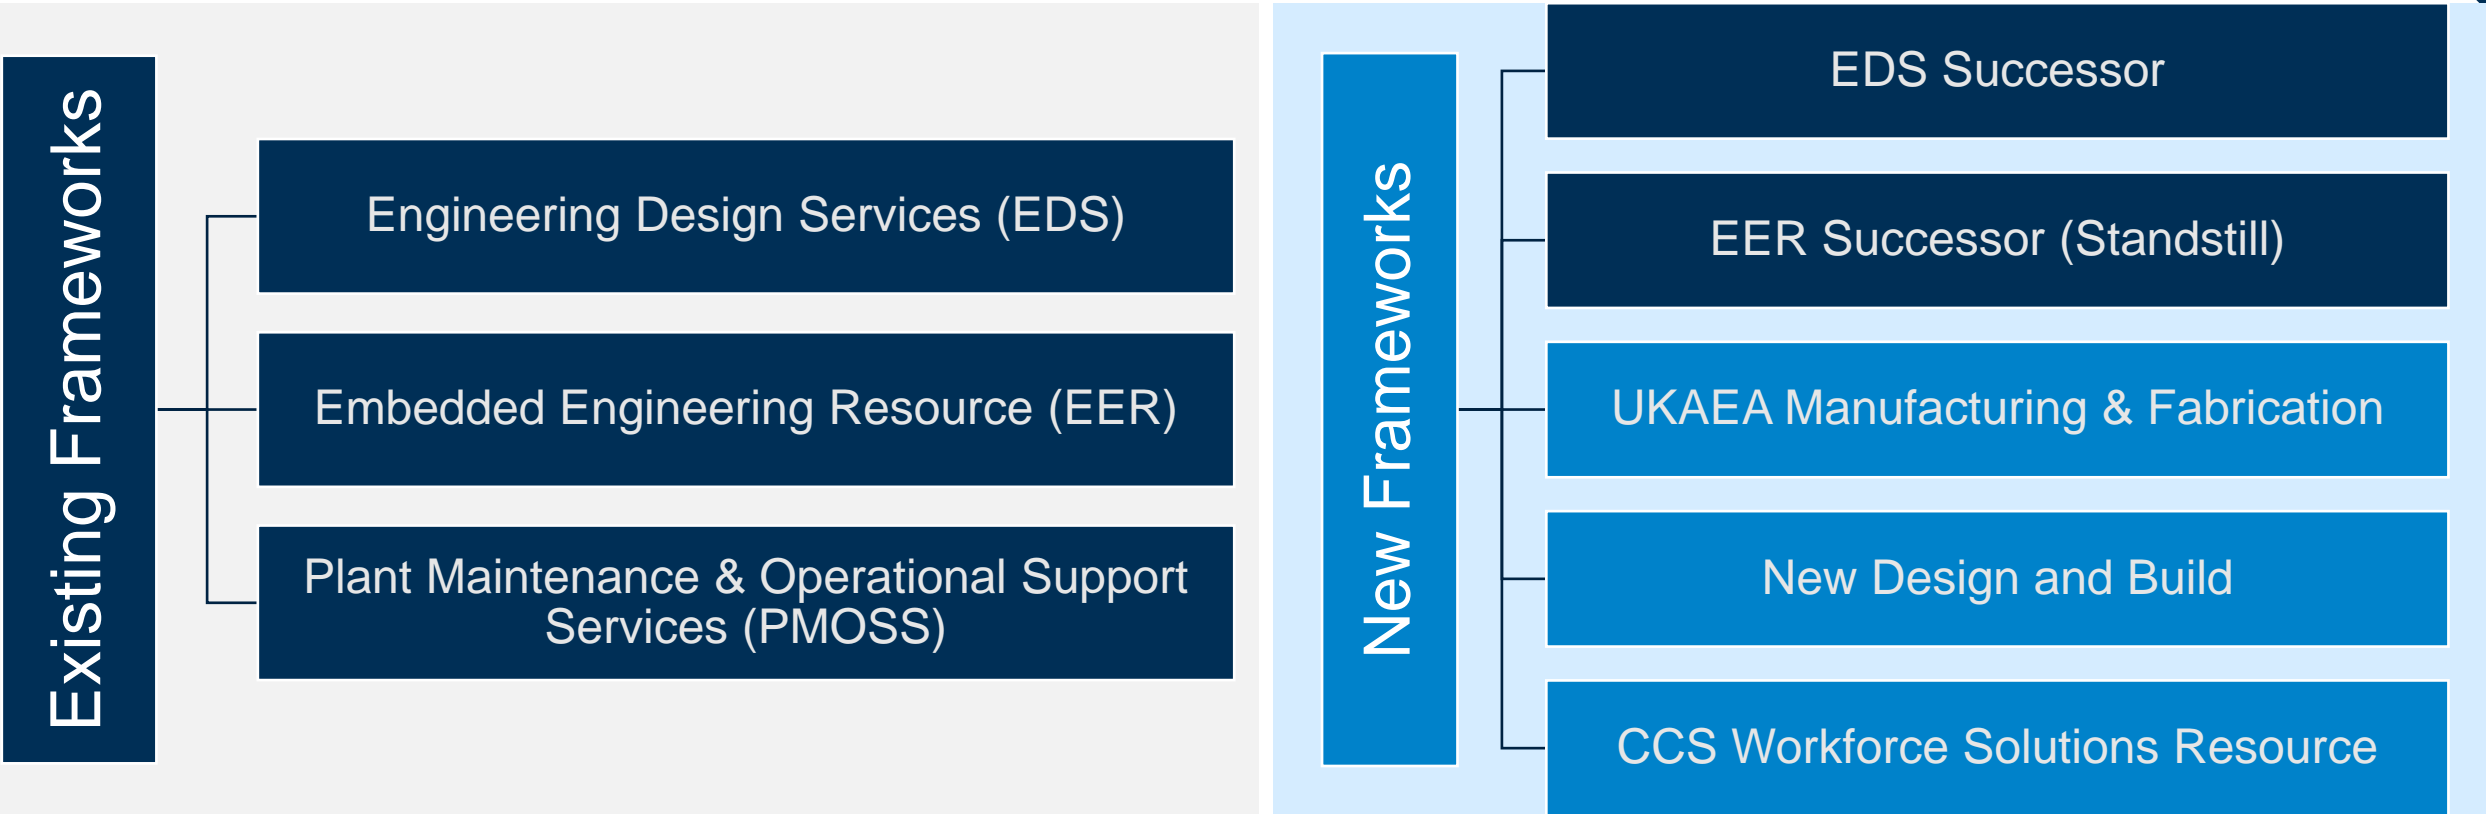 Existing Frameworks
Engineering Design Services (EDS)
Embedded Engineering Resource (EER)
Plant Maintenance & Operational Support
Services (PMOSS)
New Frameworks
EDS Successor
EER Successor (Standstill)
UKAEA Manufacturing & Fabrication
New Design and Build
CCS Workforce Solutions Resource